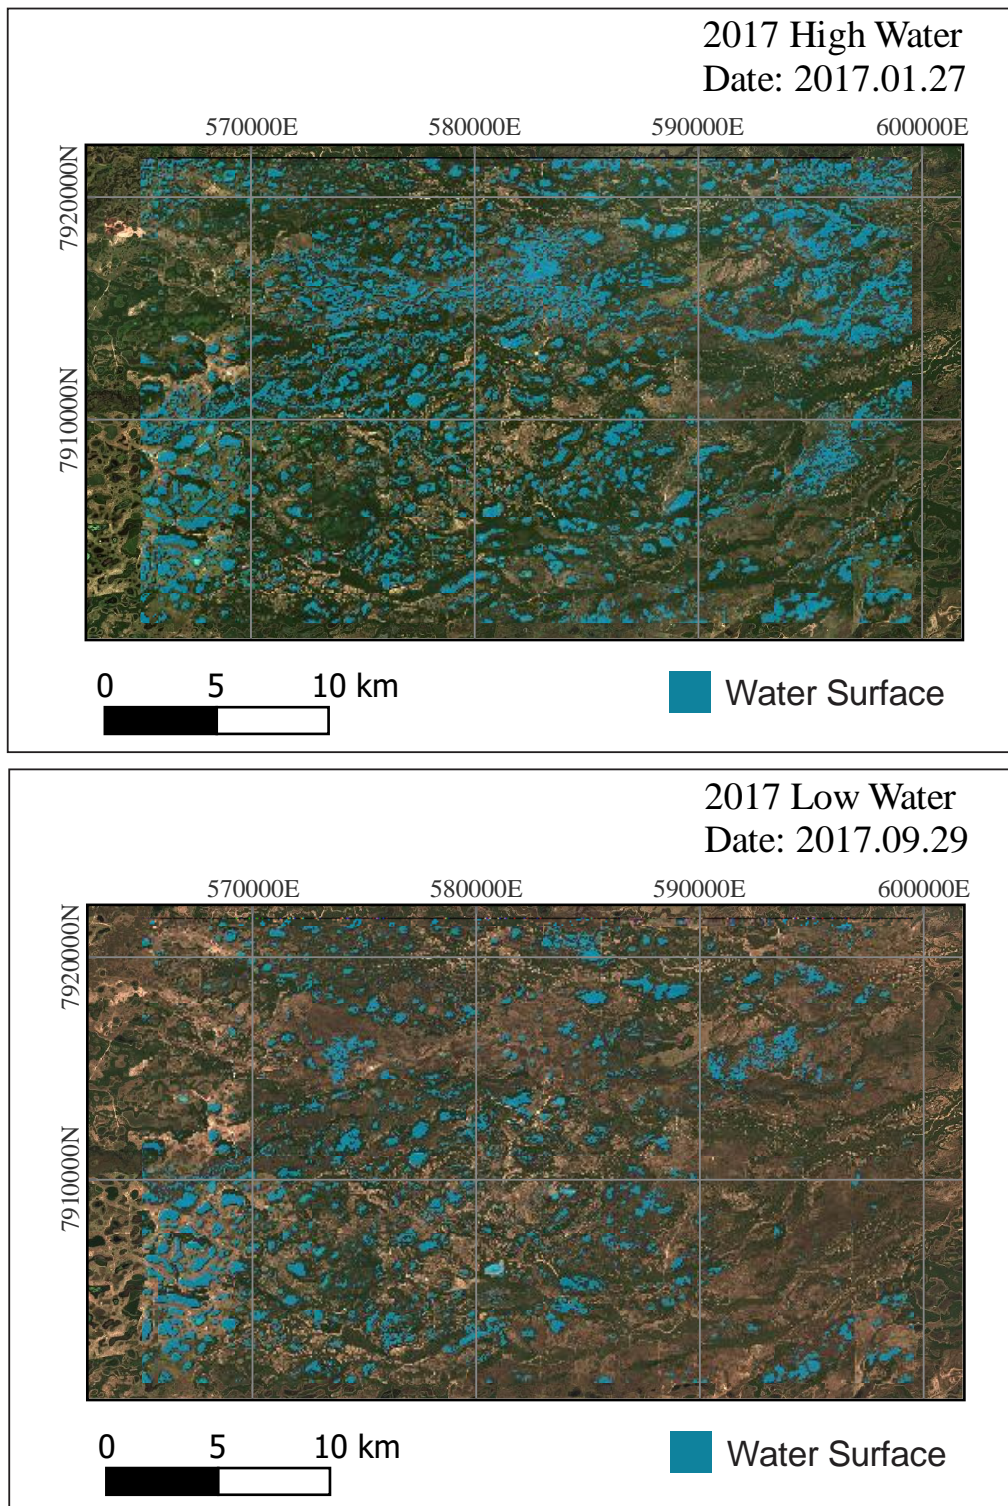 2017 High Water
Date: 2017.01.27
570000E 580000E 590000E 600000E
7920000N
7910000N
0 5 10 km
Water Surface
2017 Low Water
Date: 2017.09.29
570000E 580000E 590000E 600000E
7920000N
7910000N
0 5 10 km
Water Surface